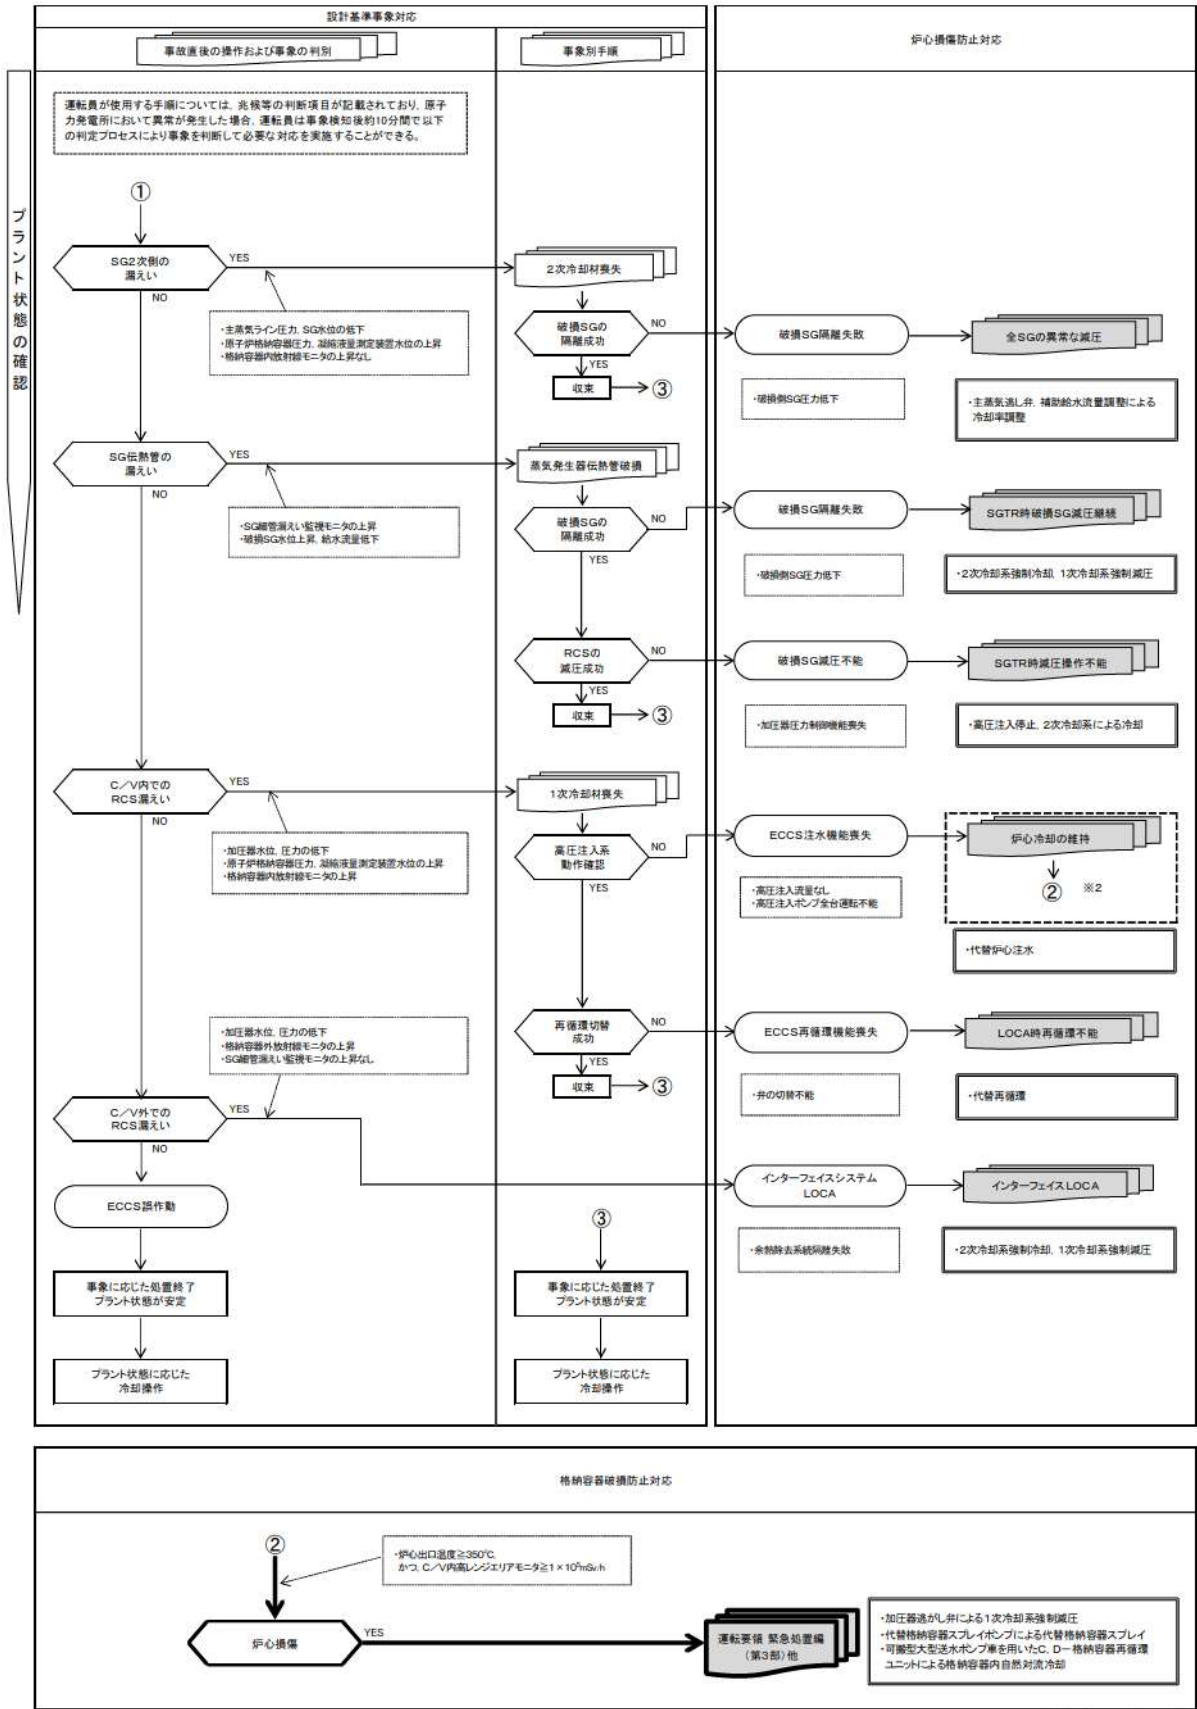 設計基準事象対応
事故直後の操作および事象の判別
事象別手順
炉心損傷防止対応
プラント状態の確認
運転員が使用する手順については、兆候等の判断項目が記載されており、原子
力発電所において異常が発生した場合、運転員は事象検知後約10分間で以下
の判定プロセスにより事象を判断して必要な対応を実施することができる。
①
SG2次側の
漏えい
YES
NO
・主蒸気ライン圧力、SG水位の低下
・原子炉格納容器圧力、凝縮液量測定装置水位の上昇
・格納容器内放射線モニタの上昇なし
2次冷却材喪失
破損SGの
隔離成功
NO
YES
収束
③
破損SG隔離失敗
・破損側SG圧力低下
全SGの異常な減圧
・主蒸気逃し弁、補助給水流量調整による
冷却率調整
SG伝熱管の
漏えい
YES
NO
・SG細管漏えい監視モニタの上昇
・破損SG水位上昇、給水流量低下
蒸気発生器伝熱管破損
破損SGの
隔離成功
NO
YES
破損SG隔離失敗
・破損側SG圧力低下
SGTR時破損SG減圧継続
・2次冷却系強制冷却、1次冷却系強制減圧
RCSの
減圧成功
NO
YES
収束
③
破損SG減圧不能
・加圧器圧力制御機能喪失
SGTR時減圧操作不能
・高圧注入停止、2次冷却系による冷却
C/V内での
RCS漏えい
YES
NO
・加圧器水位、圧力の低下
・原子炉格納容器圧力、凝縮液量測定装置水位の上昇
・格納容器内放射線モニタの上昇
1次冷却材喪失
高圧注入系
動作確認
NO
YES
ECCS注水機能喪失
・高圧注入流量なし
・高圧注入ポンプ全台運転不能
炉心冷却の維持
② ※2
・代替炉心注水
再循環切替
成功
NO
YES
収束
③
ECCS再循環機能喪失
・弁の切替不能
LOCA時再循環不能
・代替再循環
・加圧器水位、圧力の低下
・格納容器外放射線モニタの上昇
・SG細管漏えい監視モニタの上昇なし
C/V外での
RCS漏えい
YES
NO
インターフェイスシステム
LOCA
・余熱除去系統隔離失敗
インターフェイスLOCA
・2次冷却系強制冷却、1次冷却系強制減圧
ECCS誤作動
事象に応じた処置終了
プラント状態が安定
プラント状態に応じた
冷却操作
③
事象に応じた処置終了
プラント状態が安定
プラント状態に応じた
冷却操作
格納容器破損防止対応
②
・炉心出口温度≧350℃、
かつ、C/V内高レンジエリアモニタ≧1×10⁵mSv/h
炉心損傷
YES
運転要領 緊急処置編
(第3部)他
・加圧器逃がし弁による1次冷却系強制減圧
・代替格納容器スプレイポンプによる代替格納容器スプレイ
・可搬型大型送水ポンプ車を用いたC、D-格納容器再循環
ユニットによる格納容器内自然対流冷却